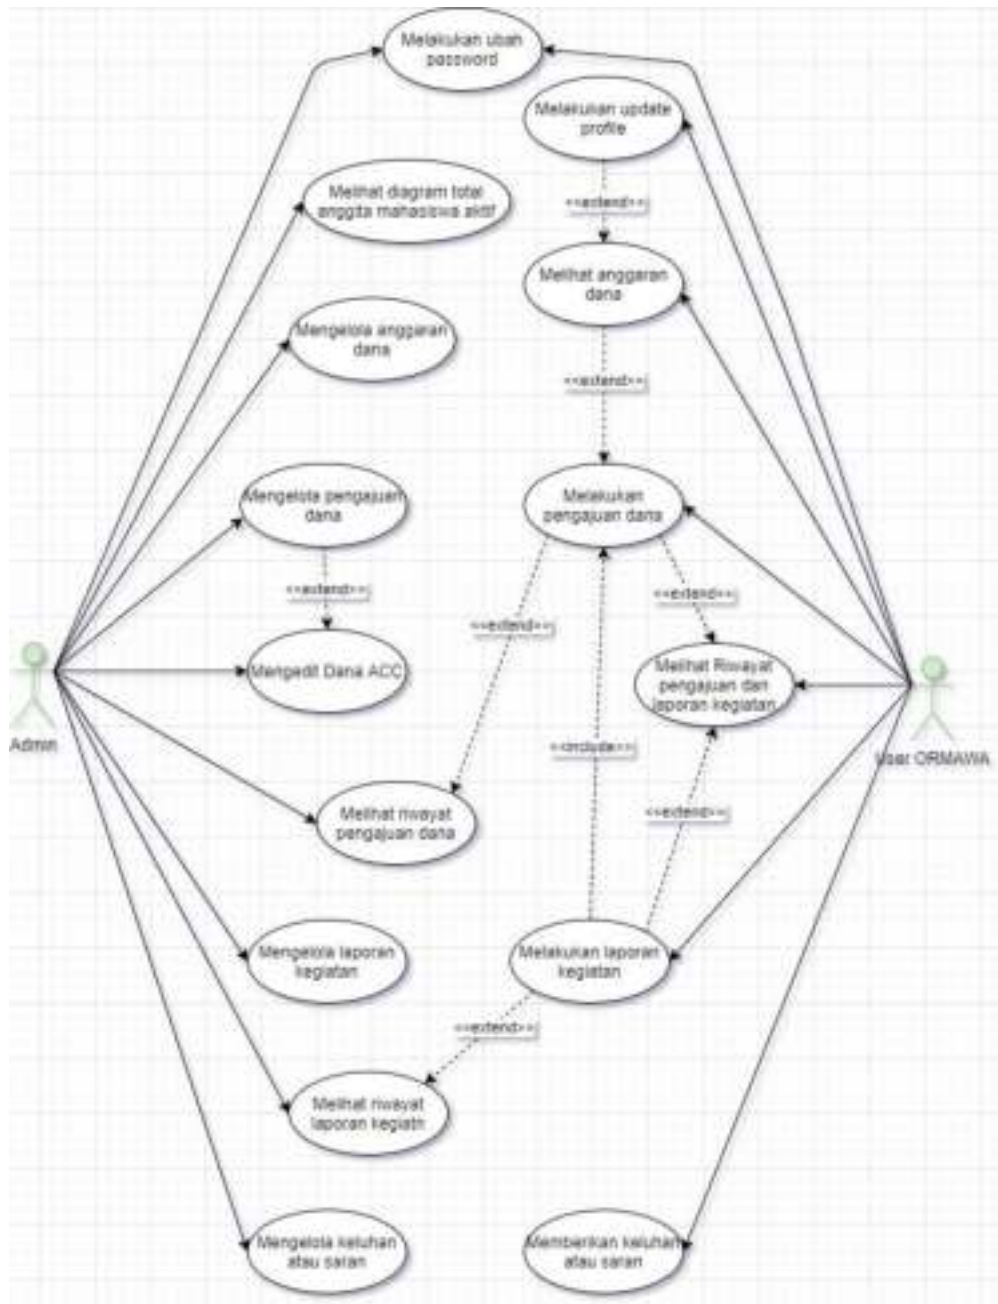 Melakukan ubah
password
Melakukan update
profile
Melihat diagram total
anggita mahasiswa aktif
<<extend>>
Melihat anggaran
dana
Mengelola anggaran
dana
<<extend>>
Mengelola pengajuan
dana
Melakukan
pengajuan dana
<<extend>>
<<extend>>
<<extend>>
Mengedit Dana ACC
Melihat Riwayat
pengajuan dan
laporan kegiatan
Admin
User ORMAWA
<<include>>
<<extend>>
Melihat riwayat
pengajuan dana
Mengelola laporan
kegiatan
Melakukan laporan
kegiatan
<<extend>>
Melihat riwayat
laporan kegiatn
Mengelola keluhan
atau saran
Memberikan keluhan
atau saran